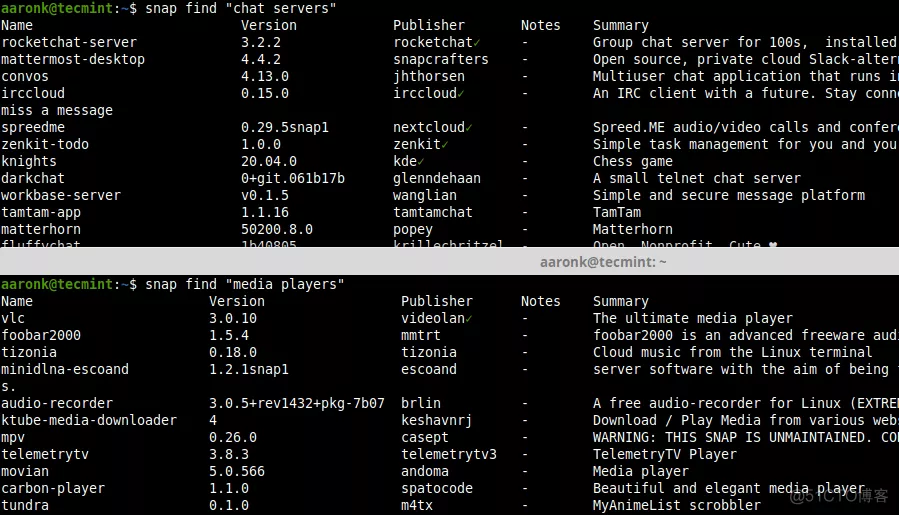 aaronk@tecmint:~$ snap find "chat servers"
Name Version Publisher Notes Summary
rocketchat-server 3.2.2 rocketchat✓ - Group chat server for 100s, installed
mattermost-desktop 4.4.2 snapcrafters - Open source, private cloud Slack-alter
convos 4.13.0 jhthorsen - Multiuser chat application that runs i
irccloud 0.15.0 irccloud✓ - An IRC client with a future. Stay conn
miss a message
spreedme 0.29.5snap1 nextcloud✓ - Spreed.ME audio/video calls and confer
zenkit-todo 1.0.0 zenkit✓ - Simple task management for you and you
knights 20.04.0 kde✓ - Chess game
darkchat 0+git.061b17b glenndehaan - A small telnet chat server
workbase-server v0.1.5 wanglian - Simple and secure message platform
tamtam-app 1.1.16 tamtamchat - TamTam
matterhorn 50200.8.0 popey - Matterhorn
fluffychat 1b40805 krillechritzel - Open. Nonprofit. Cute ♥
aaronk@tecmint: ~
aaronk@tecmint:~$ snap find "media players"
Name Version Publisher Notes Summary
vlc 3.0.10 videolan✓ - The ultimate media player
foobar2000 1.5.4 mmtrt - foobar2000 is an advanced freeware aud
tizonia 0.18.0 tizonia - Cloud music from the Linux terminal
minidlna-escoand 1.2.1snap1 escoand - server software with the aim of being
s.
audio-recorder 3.0.5+rev1432+pkg-7b07 brlin - A free audio-recorder for Linux (EXTREM
ktube-media-downloader 4 keshavnrj - Download / Play Media from various webs
mpv 0.26.0 casept - WARNING: THIS SNAP IS UNMAINTAINED. CO
telemetrytv 3.8.3 telemetrytv3 - TelemetryTV Player
movian 5.0.566 andoma - Media player
carbon-player 1.1.0 spatocode - Beautiful and elegant media player
tundra 0.1.0 m4tx - MyAnimeList scrobbler
@51CTO博客